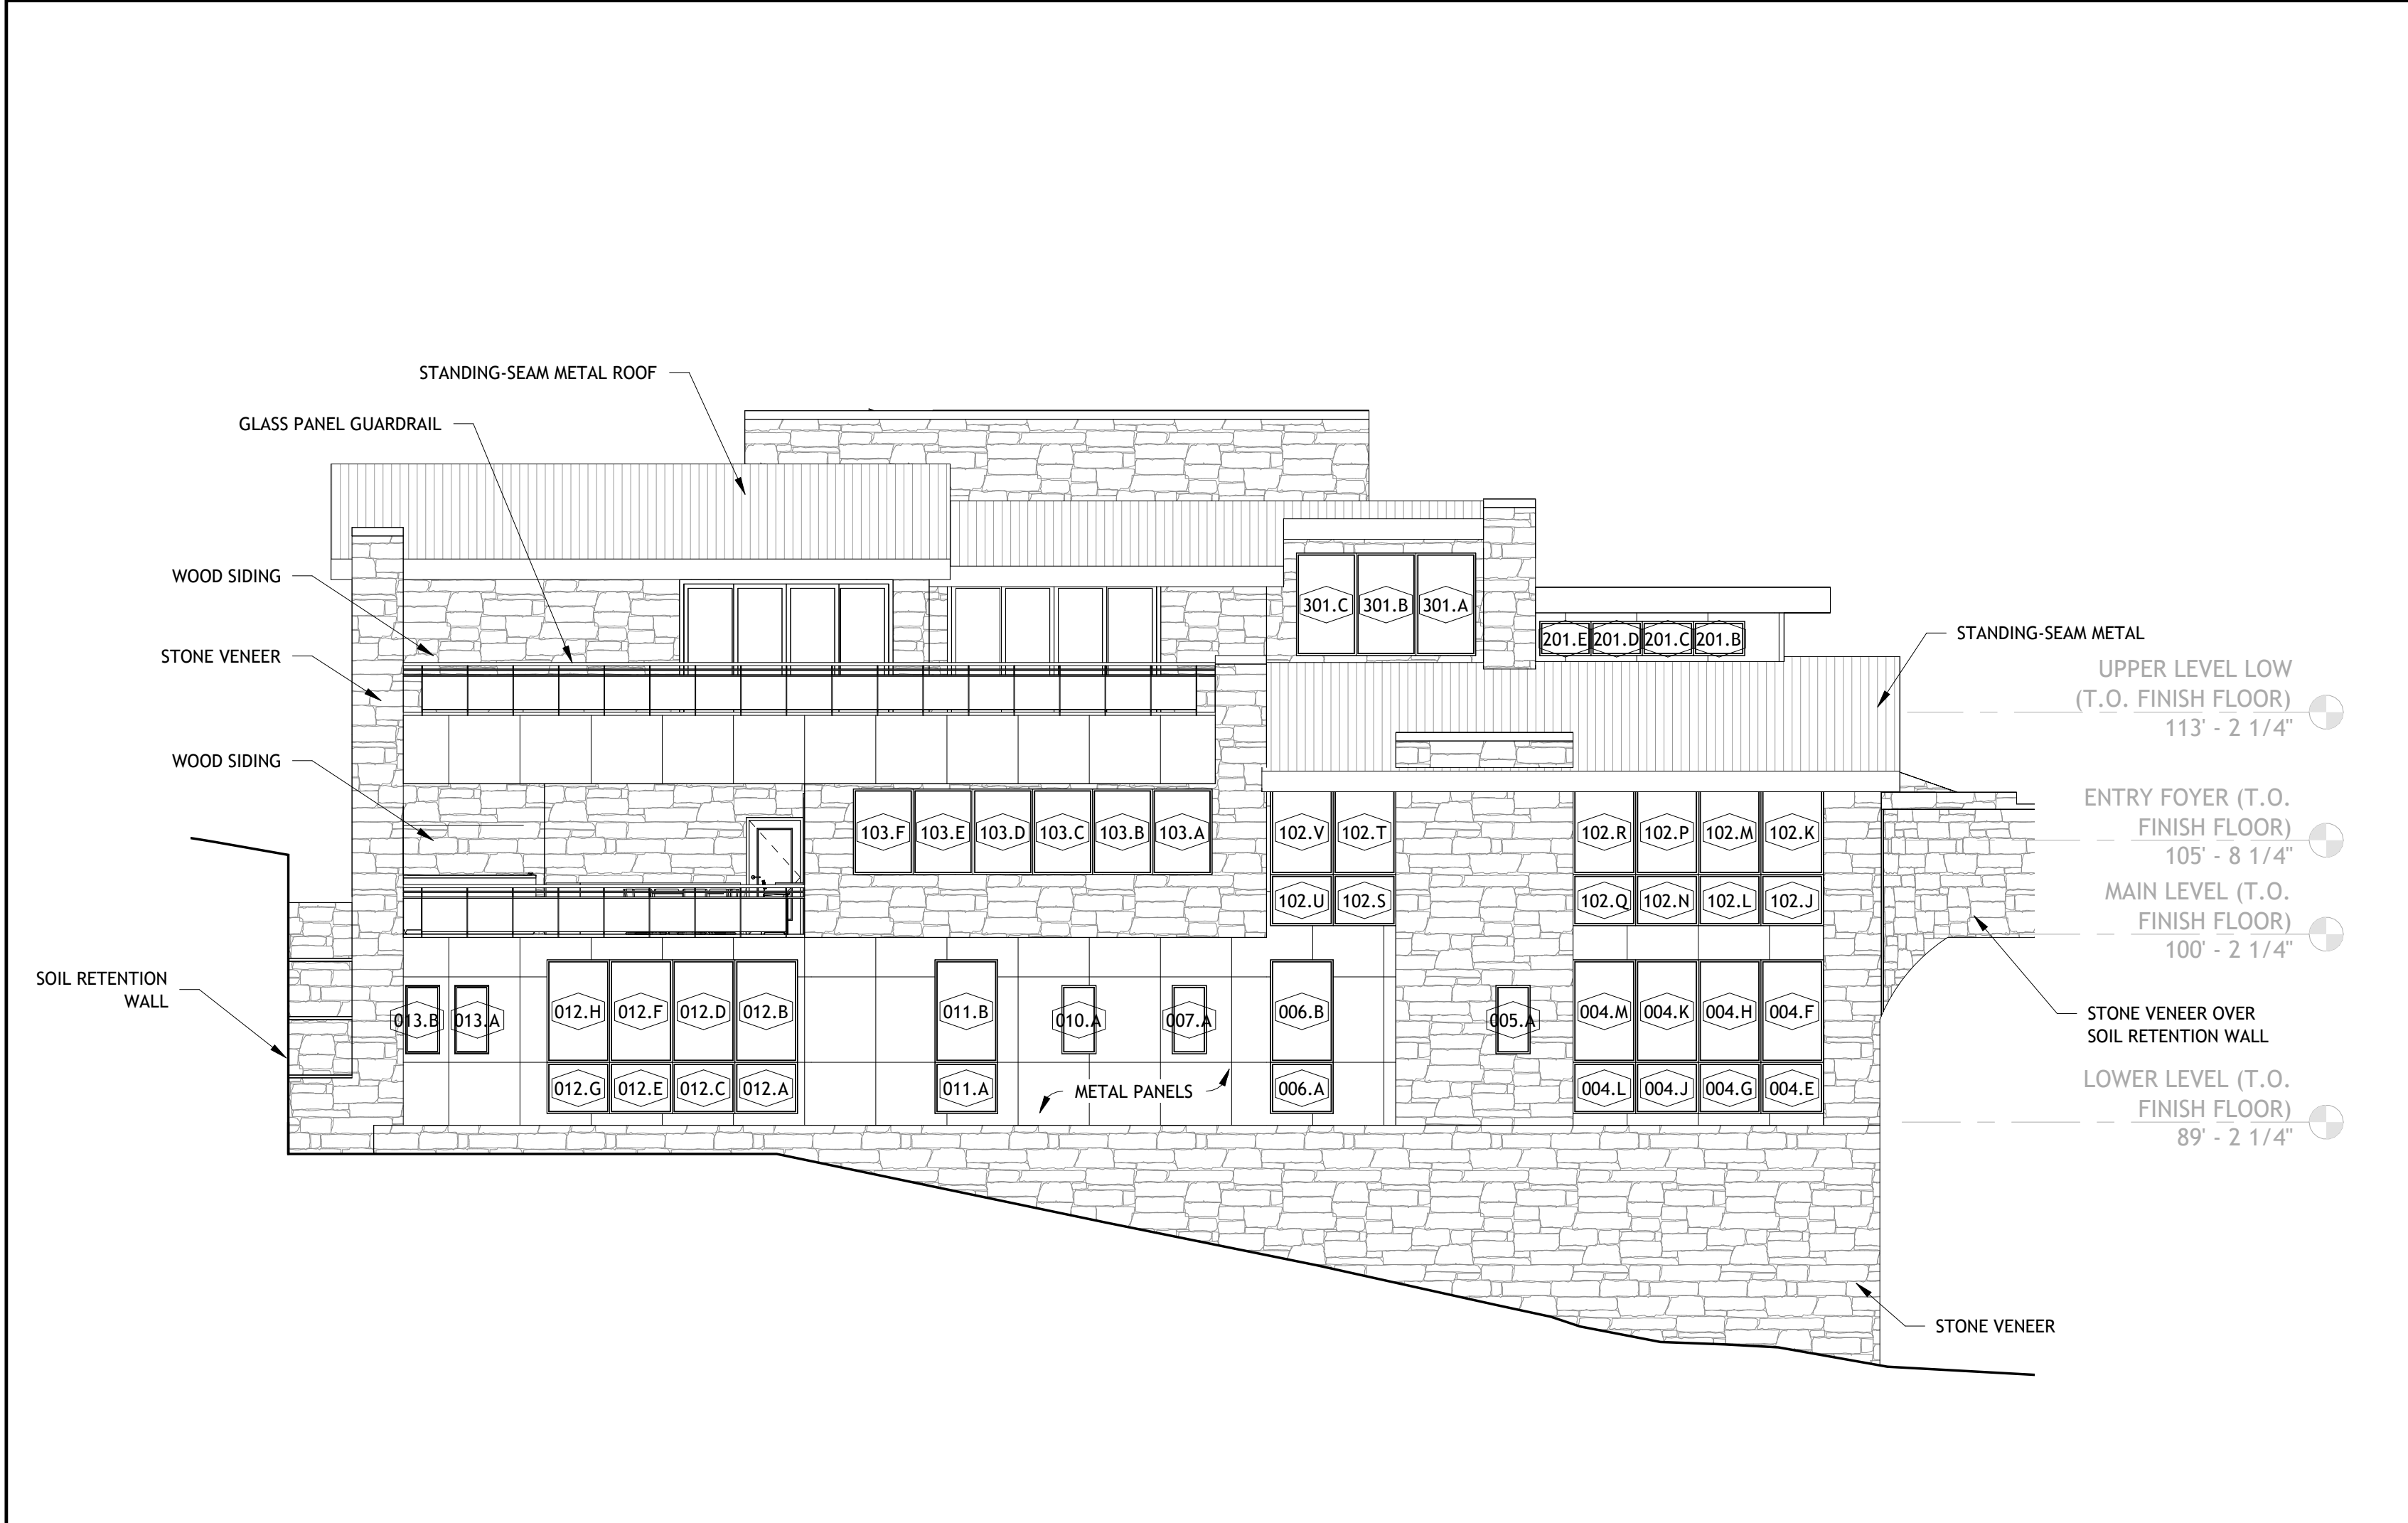 STANDING-SEAM METAL ROOF
GLASS PANEL GUARDRAIL
WOOD SIDING
STONE VENEER
WOOD SIDING
SOIL RETENTION
WALL
301.C 301.B 301.A
201.E 201.D 201.C 201.B
103.F 103.E 103.D 103.C 103.B 103.A
102.V 102.T
102.R 102.P 102.M 102.K
102.U 102.S
102.Q 102.N 102.L 102.J
013.B 013.A
012.H 012.F 012.D 012.B
011.B
010.A
007.A
006.B
005.A
004.M 004.K 004.H 004.F
012.G 012.E 012.C 012.A
011.A
METAL PANELS
006.A
004.L 004.J 004.G 004.E
STANDING-SEAM METAL
UPPER LEVEL LOW
(T.O. FINISH FLOOR)
113' - 2 1/4"
ENTRY FOYER (T.O.
FINISH FLOOR)
105' - 8 1/4"
MAIN LEVEL (T.O.
FINISH FLOOR)
100' - 2 1/4"
STONE VENEER OVER
SOIL RETENTION WALL
LOWER LEVEL (T.O.
FINISH FLOOR)
89' - 2 1/4"
STONE VENEER